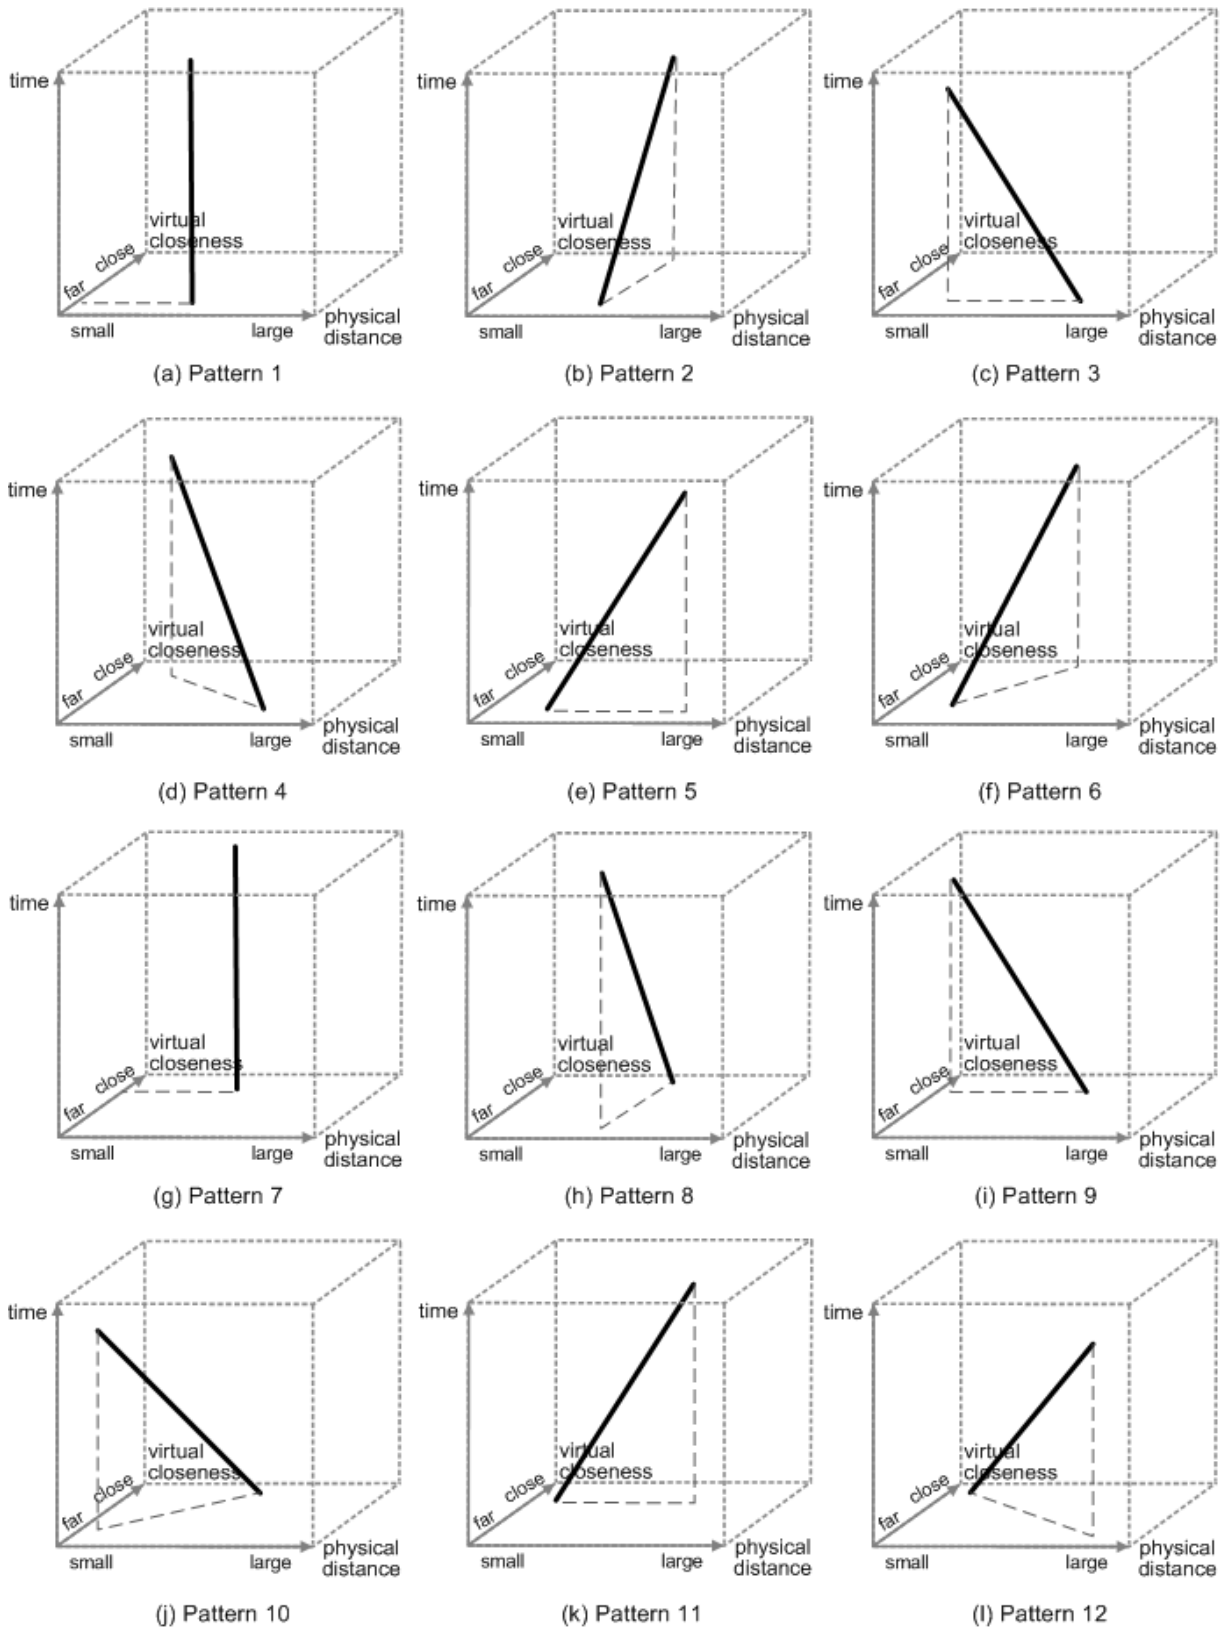 time
virtual
closeness
close
far
small
large
physical
distance
(a) Pattern 1
time
virtual
closeness
close
far
small
large
physical
distance
(b) Pattern 2
time
virtual
closeness
close
far
small
large
physical
distance
(c) Pattern 3
time
virtual
closeness
close
far
small
large
physical
distance
(d) Pattern 4
time
virtual
closeness
close
far
small
large
physical
distance
(e) Pattern 5
time
virtual
closeness
close
far
small
large
physical
distance
(f) Pattern 6
time
virtual
closeness
close
far
small
large
physical
distance
(g) Pattern 7
time
virtual
closeness
close
far
small
large
physical
distance
(h) Pattern 8
time
virtual
closeness
close
far
small
large
physical
distance
(i) Pattern 9
time
virtual
closeness
close
far
small
large
physical
distance
(j) Pattern 10
time
virtual
closeness
close
far
small
large
physical
distance
(k) Pattern 11
time
virtual
closeness
close
far
small
large
physical
distance
(l) Pattern 12